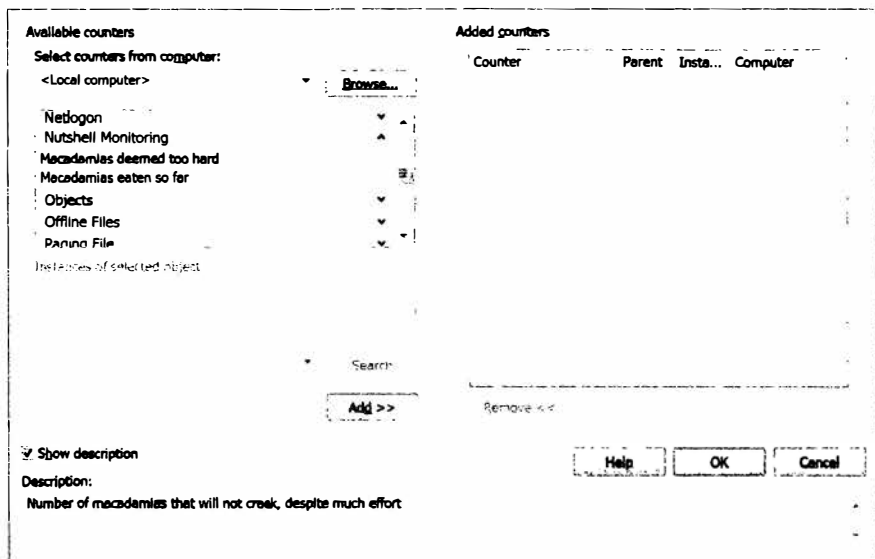 Available counters
Select counters from computer:
<Local computer>
Browse...
Netlogon
Nutshell Monitoring
Macadamias deemed too hard
Macadamias eaten so far
Objects
Offline Files
Paging File
Instances of selected object
Search
Add >>
Added counters
Counter Parent Insta... Computer
Remove <<
Show description
Help OK Cancel
Description:
Number of macadamias that will not crack, despite much effort